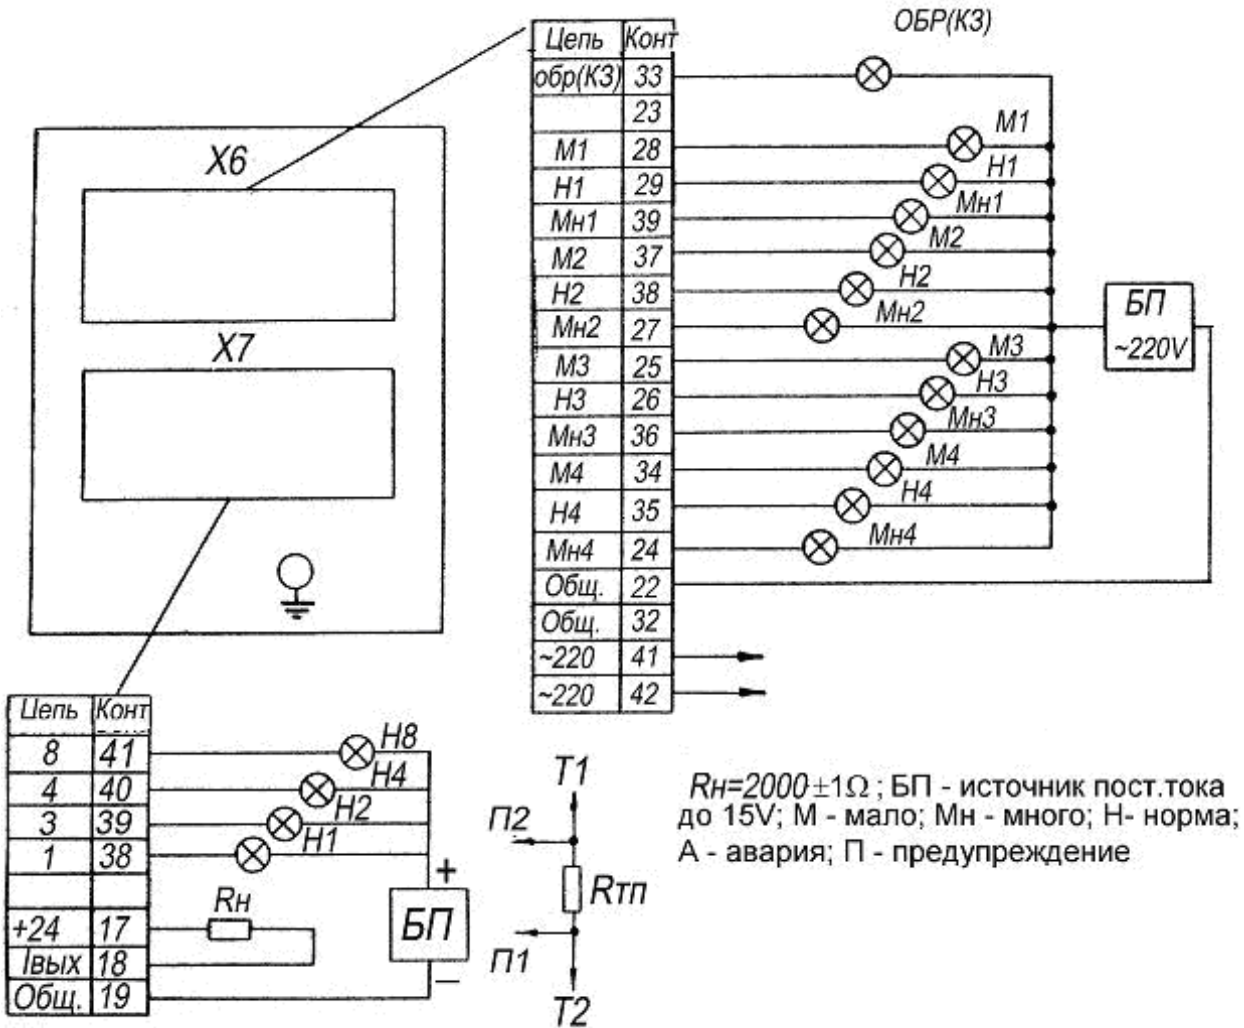 ОБР(КЗ)
Цепь Конт
обр(КЗ) 33
23
М1 28
Н1 29
Мн1 39
М2 37
Н2 38
Мн2 27
М3 25
Н3 26
Мн3 36
М4 34
Н4 35
Мн4 24
Общ. 22
Общ. 32
~220 41
~220 42
М1
Н1
Мн1
М2
Н2
Мн2
М3
Н3
Мн3
М4
Н4
Мн4
БП
~220V
X6
X7
Цепь Конт
8 41
4 40
3 39
1 38
+24 17
Iвых 18
Общ. 19
Н8
Н4
Н2
Н1
Rн
+
БП
–
Т1
П2
Rтп
П1
Т2
Rн=2000±1Ω ; БП - источник пост.тока
до 15V; М - мало; Мн - много; Н- норма;
А - авария; П - предупреждение